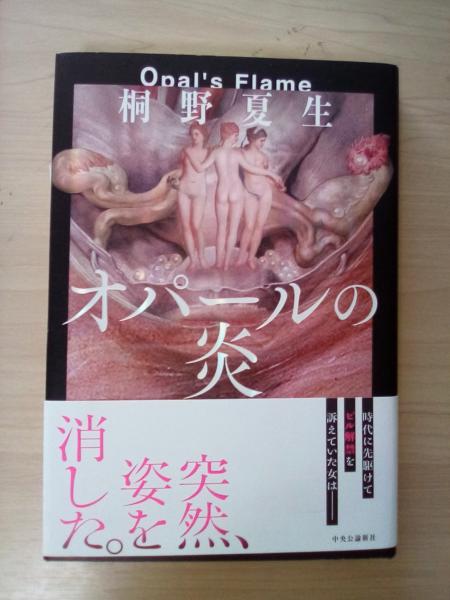 Opal's Flame
桐野夏生
オパールの
炎
時代に先駆けて
ピル解禁を
訴えていた女は──
突然、
姿を
消した。
中央公論新社